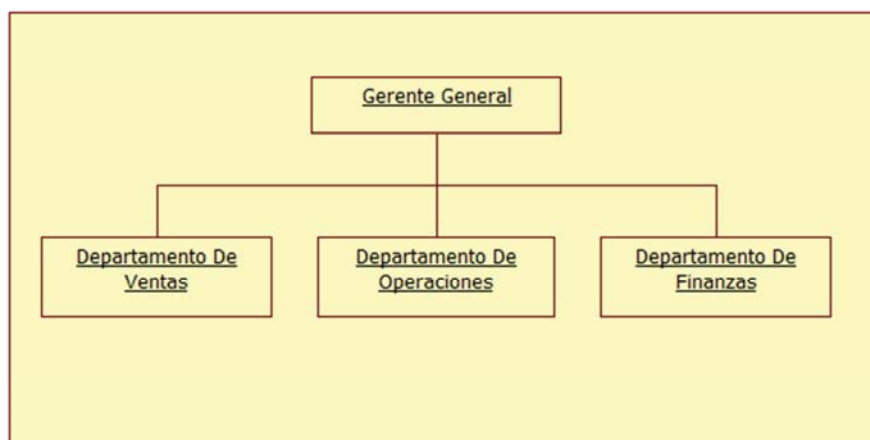 Gerente General
Departamento De
Ventas
Departamento De
Operaciones
Departamento De
Finanzas